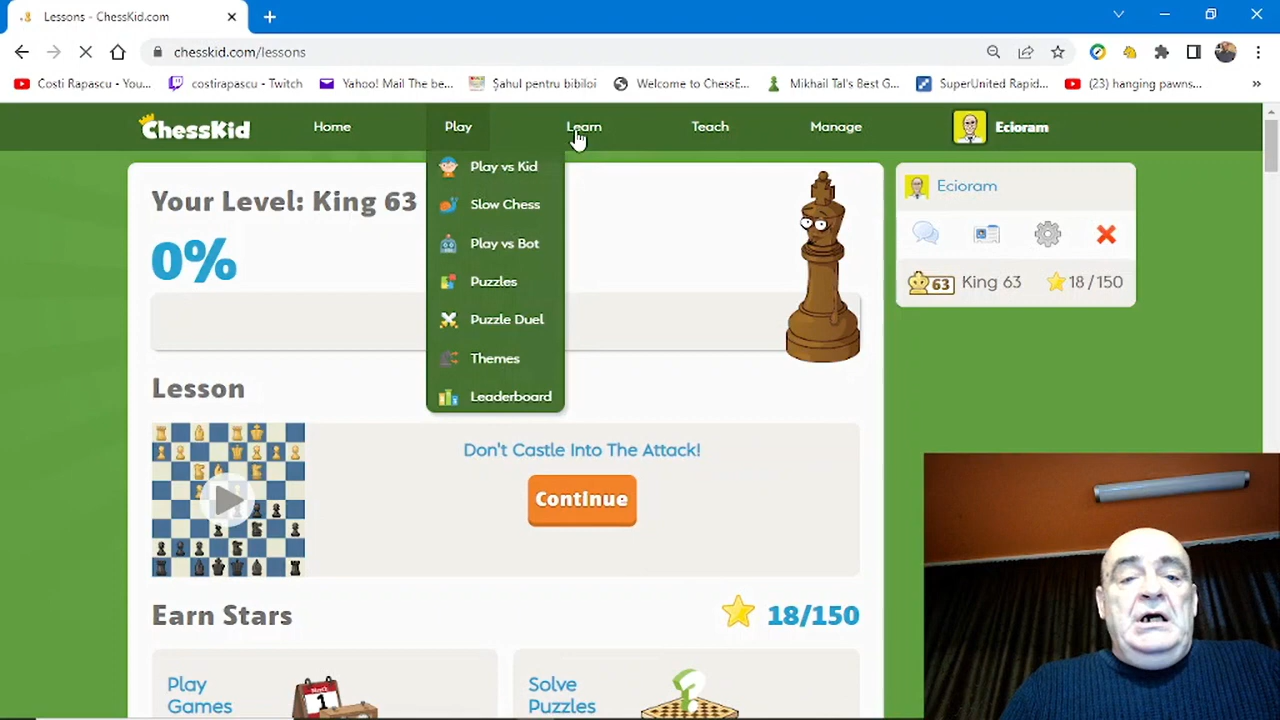 Lessons - ChessKid.com
chesskid.com/lessons
Costi Rapascu - You...
costirapascu - Twitch
Yahoo! Mail The be...
Șahul pentru bibiloi
Welcome to ChessE...
Mikhail Tal's Best G...
SuperUnited Rapid...
(23) hanging pawns...
»
ChessKid
Home
Play
Learn
Teach
Manage
Ecioram
Play vs Kid
Slow Chess
Play vs Bot
Puzzles
Puzzle Duel
Themes
Leaderboard
Your Level: King 63
0%
Ecioram
63 King 63
18/150
Lesson
Don't Castle Into The Attack!
Continue
Earn Stars
18/150
Play
Games
March
1
Solve
Puzzles